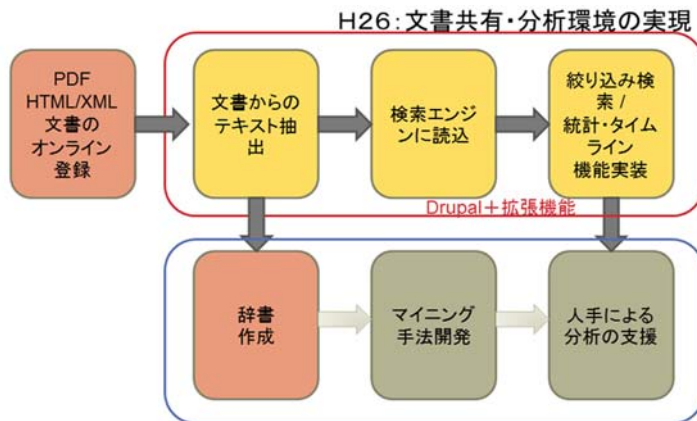 H26:文書共有・分析環境の実現
PDF
HTML/XML
文書の
オンライン
登録
文書からの
テキスト抽
出
検索エンジ
ンに読込
絞り込み検
索 /
統計・タイム
ライン
機能実装
Drupal+拡張機能
辞書
作成
マイニング
手法開発
人手による
分析の支援